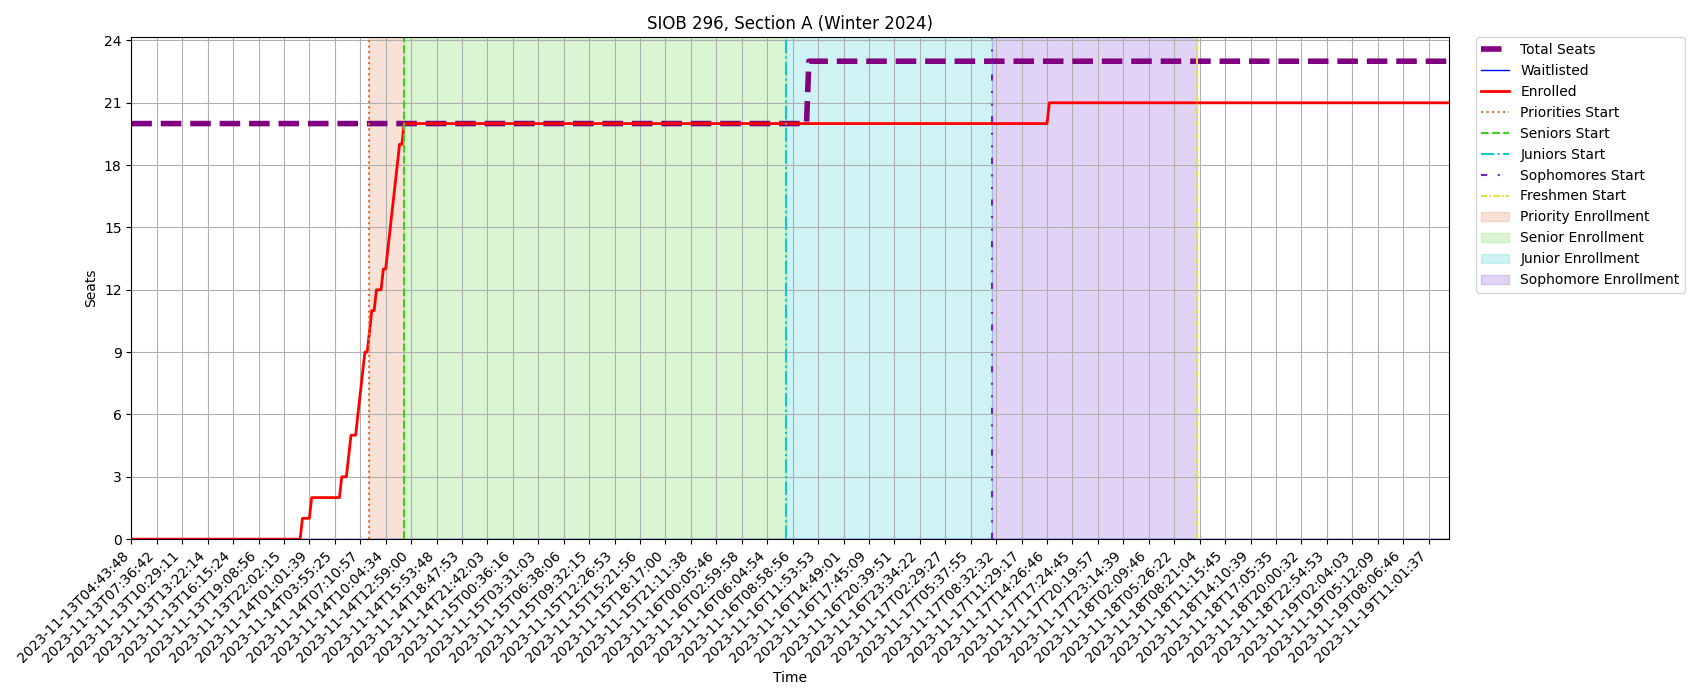 SIOB 296, Section A (Winter 2024)
24
21
18
15
12
9
6
3
0
Seats
2023-11-13T04:43:48
2023-11-13T07:36:42
2023-11-13T10:29:11
2023-11-13T13:22:14
2023-11-13T16:15:24
2023-11-13T19:08:56
2023-11-13T22:02:15
2023-11-14T01:01:39
2023-11-14T03:55:25
2023-11-14T07:10:57
2023-11-14T10:04:34
2023-11-14T12:59:00
2023-11-14T15:53:48
2023-11-14T18:47:53
2023-11-14T21:42:03
2023-11-15T00:36:16
2023-11-15T03:31:03
2023-11-15T06:38:06
2023-11-15T09:32:15
2023-11-15T12:26:53
2023-11-15T15:21:56
2023-11-15T18:17:00
2023-11-15T21:11:38
2023-11-16T00:05:46
2023-11-16T02:59:58
2023-11-16T06:04:54
2023-11-16T08:58:56
2023-11-16T11:53:53
2023-11-16T14:49:01
2023-11-16T17:45:09
2023-11-16T20:39:51
2023-11-16T23:34:22
2023-11-17T02:29:27
2023-11-17T05:37:55
2023-11-17T08:32:32
2023-11-17T11:29:17
2023-11-17T14:26:46
2023-11-17T17:24:45
2023-11-17T20:19:57
2023-11-17T23:14:39
2023-11-18T02:09:46
2023-11-18T05:26:22
2023-11-18T08:21:04
2023-11-18T11:15:45
2023-11-18T14:10:39
2023-11-18T17:05:35
2023-11-18T20:00:32
2023-11-18T22:54:53
2023-11-19T02:04:03
2023-11-19T05:12:09
2023-11-19T08:06:46
2023-11-19T11:01:37
Time
Total Seats
Waitlisted
Enrolled
Priorities Start
Seniors Start
Juniors Start
Sophomores Start
Freshmen Start
Priority Enrollment
Senior Enrollment
Junior Enrollment
Sophomore Enrollment